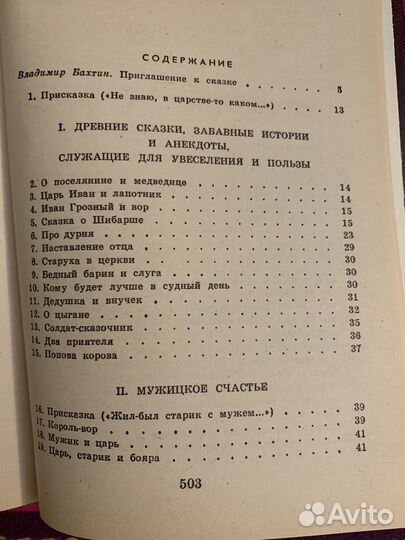 СОДЕРЖАНИЕ
Владимир Бахтин. Приглашение к сказке . . . . . . . 5
1. Присказка («Не знаю, в царстве-то каком...») . . . . . 13
I. ДРЕВНИЕ СКАЗКИ, ЗАБАВНЫЕ ИСТОРИИ
И АНЕКДОТЫ,
СЛУЖАЩИЕ ДЛЯ УВЕСЕЛЕНИЯ И ПОЛЬЗЫ
2. О поселянине и медведице . . . . . . . . . . 14
3. Царь Иван и лапотник . . . . . . . . . . 14
4. Иван Грозный и вор . . . . . . . . . . 15
5. Сказка о Шибарше . . . . . . . . . . 15
6. Про дурня . . . . . . . . . . 23
7. Наставление отца . . . . . . . . . . 29
8. Старуха в церкви . . . . . . . . . . 30
9. Бедный барин и слуга . . . . . . . . . . 30
10. Кому будет лучше в судный день . . . . . . . . 30
11. Дедушка и внучек . . . . . . . . . . 31
12. О цыгане . . . . . . . . . . 32
13. Солдат-сказочник . . . . . . . . . . 35
14. Два приятеля . . . . . . . . . . 36
15. Попова корова . . . . . . . . . . 37
II. МУЖИЦКОЕ СЧАСТЬЕ
16. Присказка («Жил-был старик с мужем...») . . . . . 39
17. Король-вор . . . . . . . . . . 39
18. Мужик и царь . . . . . . . . . . 41
19. Царь, старик и бояра . . . . . . . . . . 41
503
Avito